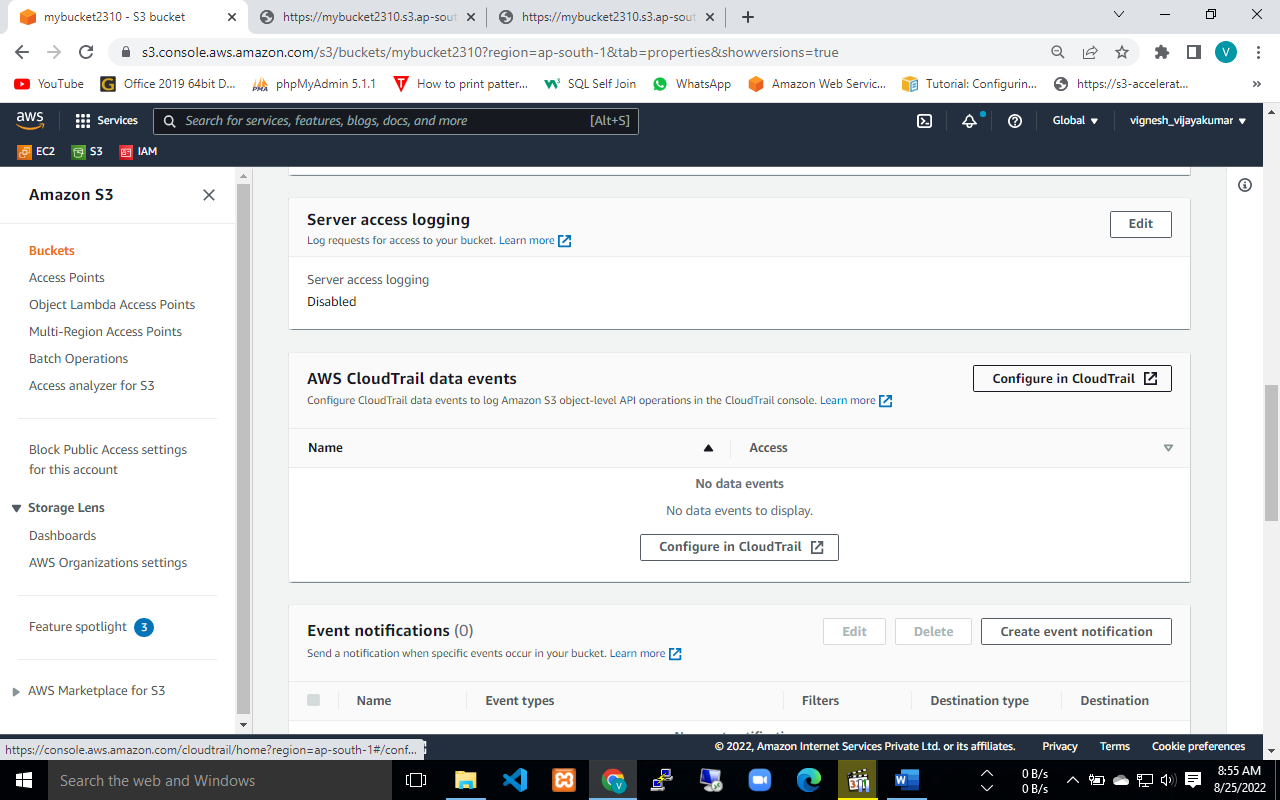 mybucket2310 - S3 bucket
https://mybucket2310.s3.ap-sout
https://mybucket2310.s3.ap-sout
s3.console.aws.amazon.com/s3/buckets/mybucket2310?region=ap-south-1&tab=properties&showversions=true
V
YouTube
Office 2019 64bit D...
phpMyAdmin 5.1.1
How to print patter...
SQL Self Join
WhatsApp
Amazon Web Servic...
Tutorial: Configurin...
https://s3-accelerat...
»
aws
Services
Search for services, features, blogs, docs, and more
[Alt+S]
Global
vignesh_vijayakumar
EC2
S3
IAM
Amazon S3
Buckets
Access Points
Object Lambda Access Points
Multi-Region Access Points
Batch Operations
Access analyzer for S3
Block Public Access settings
for this account
Storage Lens
Dashboards
AWS Organizations settings
Feature spotlight 3
AWS Marketplace for S3
Server access logging
Log requests for access to your bucket. Learn more
Edit
Server access logging
Disabled
AWS CloudTrail data events
Configure CloudTrail data events to log Amazon S3 object-level API operations in the CloudTrail console. Learn more
Configure in CloudTrail
Name
Access
No data events
No data events to display.
Configure in CloudTrail
Event notifications (0)
Send a notification when specific events occur in your bucket. Learn more
Edit
Delete
Create event notification
Name
Event types
Filters
Destination type
Destination
https://console.aws.amazon.com/cloudtrail/home?region=ap-south-1#/conf...
© 2022, Amazon Internet Services Private Ltd. or its affiliates.
Privacy
Terms
Cookie preferences
Search the web and Windows
0 B/s
0 B/s
8:55 AM
8/25/2022